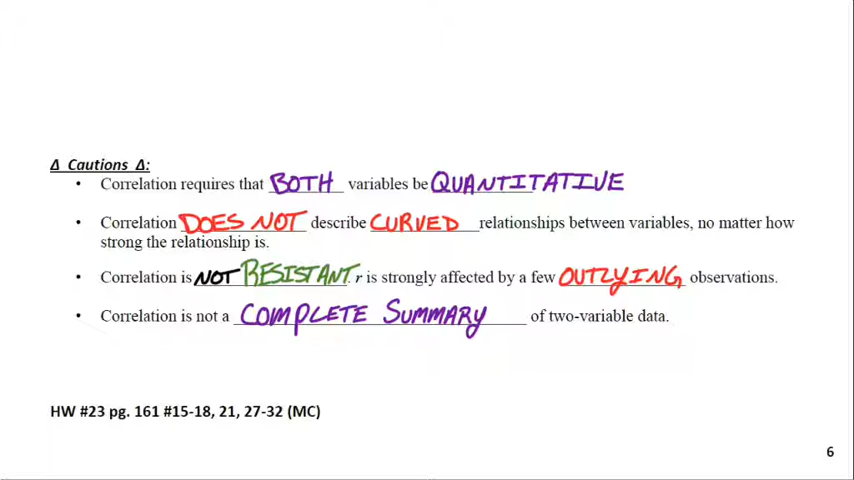 Δ Cautions Δ:
• Correlation requires that BOTH variables be QUANTITATIVE
• Correlation DOES NOT describe CURVED relationships between variables, no matter how
strong the relationship is.
• Correlation is NOT RESISTANT. r is strongly affected by a few OUTLYING observations.
• Correlation is not a COMPLETE SUMMARY of two-variable data.
HW #23 pg. 161 #15-18, 21, 27-32 (MC)
6